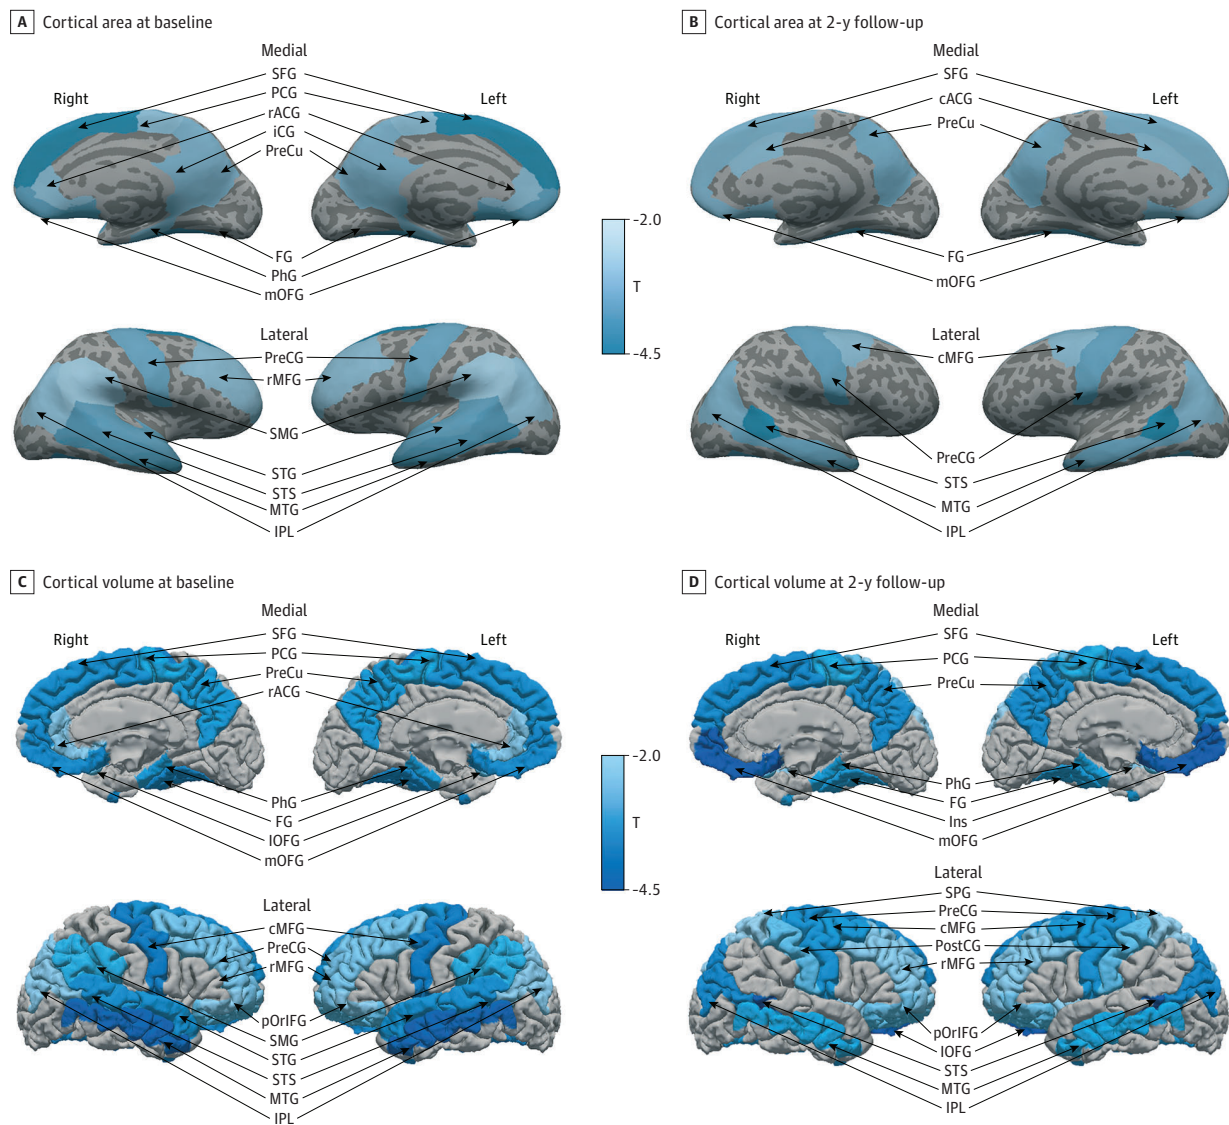 A Cortical area at baseline
Medial
Right
Left
SFG
PCG
rACG
iCG
PreCu
FG
PhG
mOFG
Lateral
PreCG
rMFG
SMG
STG
STS
MTG
IPL
-2.0
T
-4.5
B Cortical area at 2-y follow-up
Medial
Right
Left
SFG
cACG
PreCu
FG
mOFG
Lateral
cMFG
PreCG
STS
MTG
IPL
C Cortical volume at baseline
Medial
Right
Left
SFG
PCG
PreCu
rACG
PhG
FG
lOFG
mOFG
Lateral
cMFG
PreCG
rMFG
pOrIFG
SMG
STG
STS
MTG
IPL
-2.0
T
-4.5
D Cortical volume at 2-y follow-up
Medial
Right
Left
SFG
PCG
PreCu
PhG
FG
Ins
mOFG
Lateral
SPG
PreCG
cMFG
PostCG
rMFG
pOrIFG
lOFG
STS
MTG
IPL